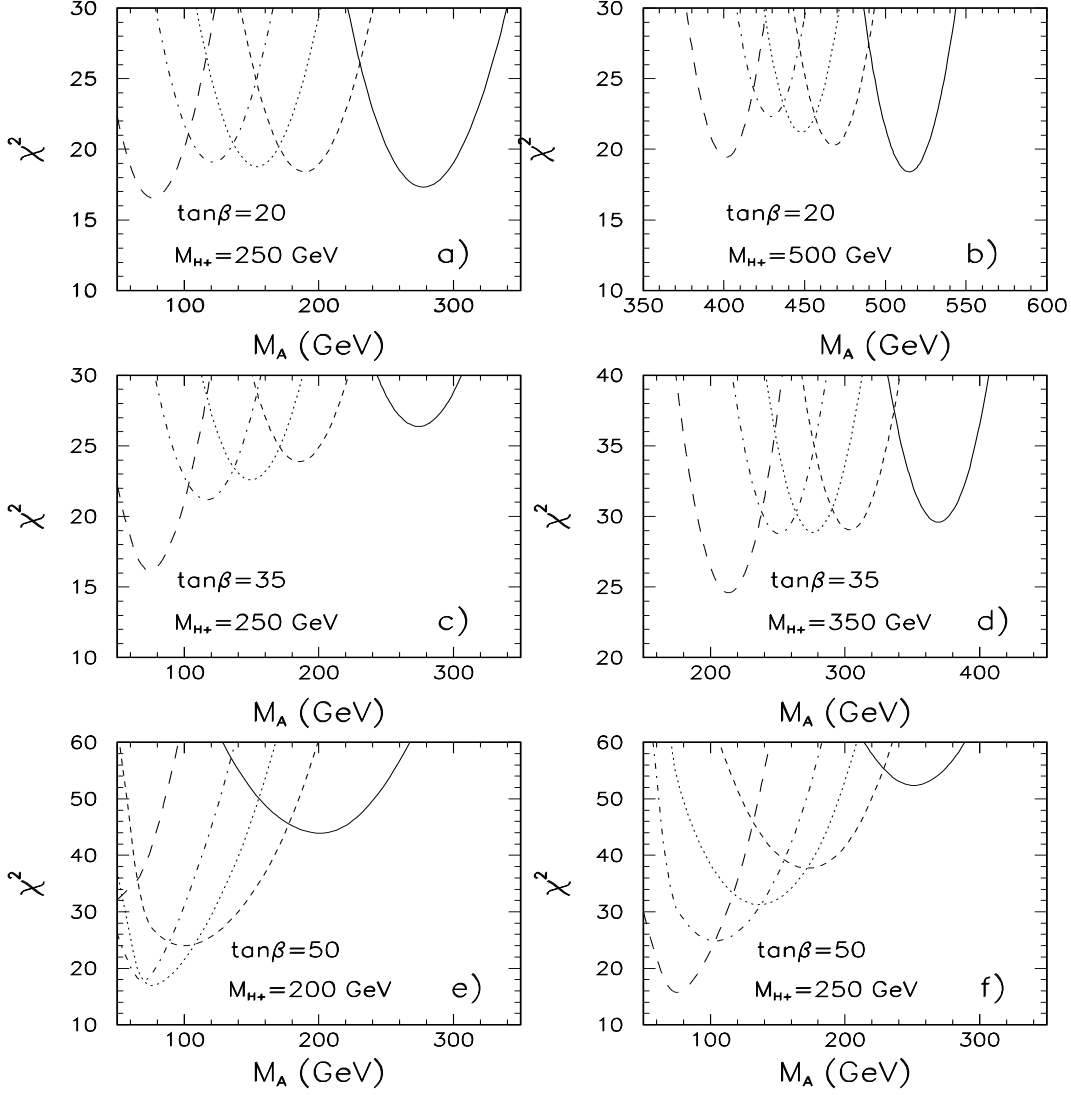 30
25
20
15
10
χ²
tanβ=20
M_H+=250 GeV
a)
100 200 300
M_A (GeV)
30
25
20
15
10
χ²
tanβ=20
M_H+=500 GeV
b)
350 400 450 500 550 600
M_A (GeV)
30
25
20
15
10
χ²
tanβ=35
M_H+=250 GeV
c)
100 200 300
M_A (GeV)
40
35
30
25
20
χ²
tanβ=35
M_H+=350 GeV
d)
200 300 400
M_A (GeV)
60
50
40
30
20
10
χ²
tanβ=50
M_H+=200 GeV
e)
100 200 300
M_A (GeV)
60
50
40
30
20
10
χ²
tanβ=50
M_H+=250 GeV
f)
100 200 300
M_A (GeV)